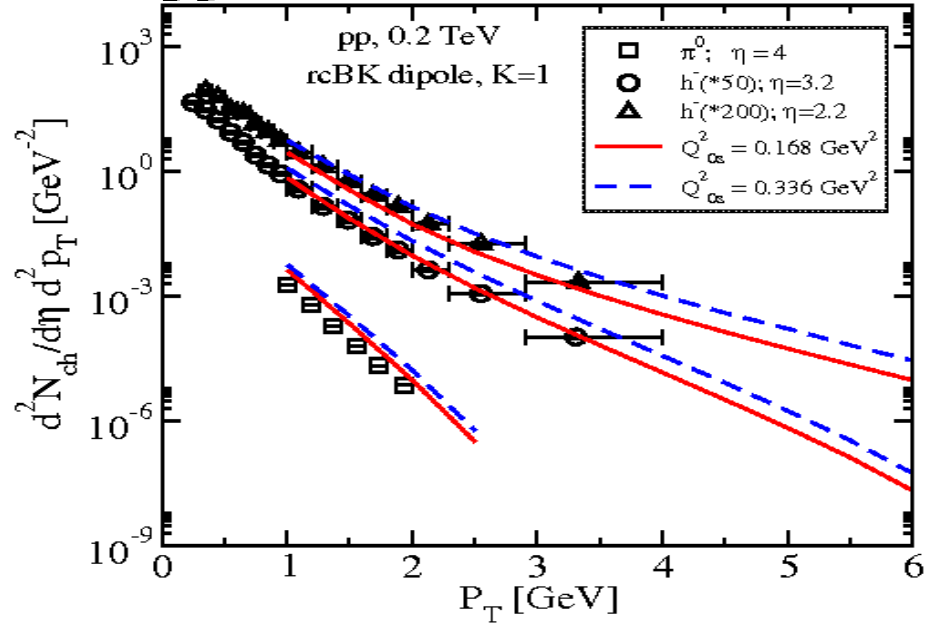 pp, 0.2 TeV
rcBK dipole, K=1
π⁰; η = 4
h⁻(*50); η=3.2
h⁻(*200); η=2.2
Q²₀ₛ = 0.168 GeV²
Q²₀ₛ = 0.336 GeV²
d²N_ch/dη d²p_T [GeV⁻²]
10³
10⁰
10⁻³
10⁻⁶
10⁻⁹
0 1 2 3 4 5 6
P_T [GeV]